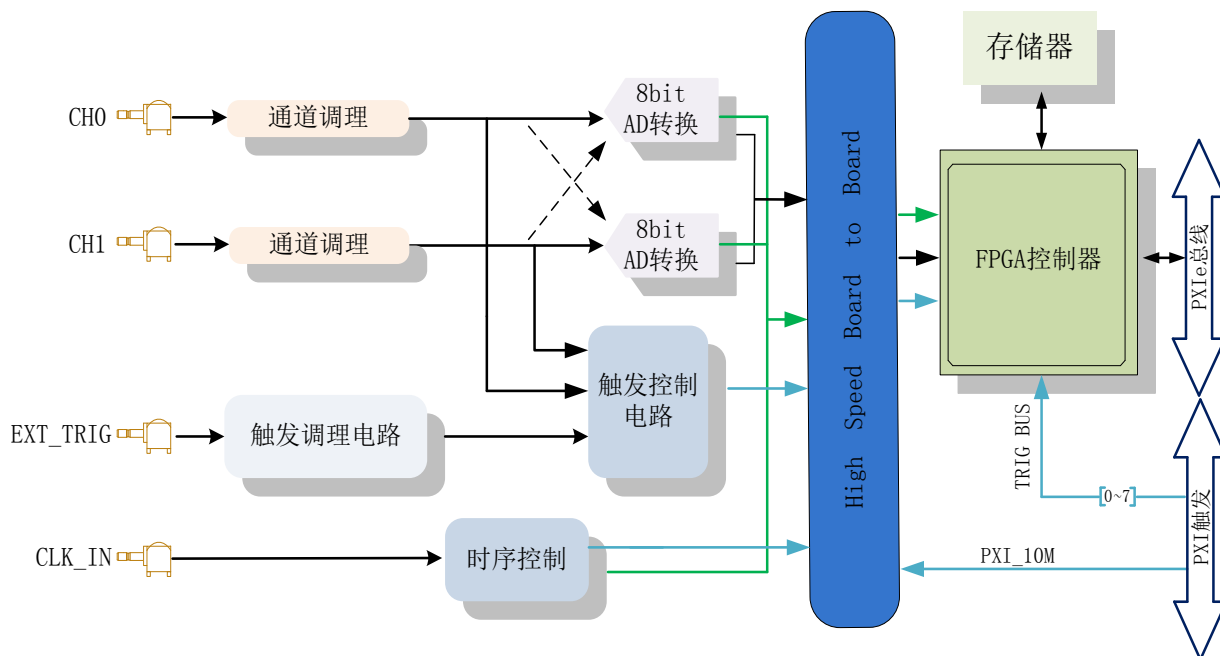 存储器
CH0
通道调理
8bit
AD转换
CH1
通道调理
8bit
AD转换
High Speed Board to Board
FPGA控制器
PXIe总线
触发控制
电路
EXT_TRIG
触发调理电路
TRIG BUS
[0~7]
PXI触发
CLK_IN
时序控制
PXI_10M